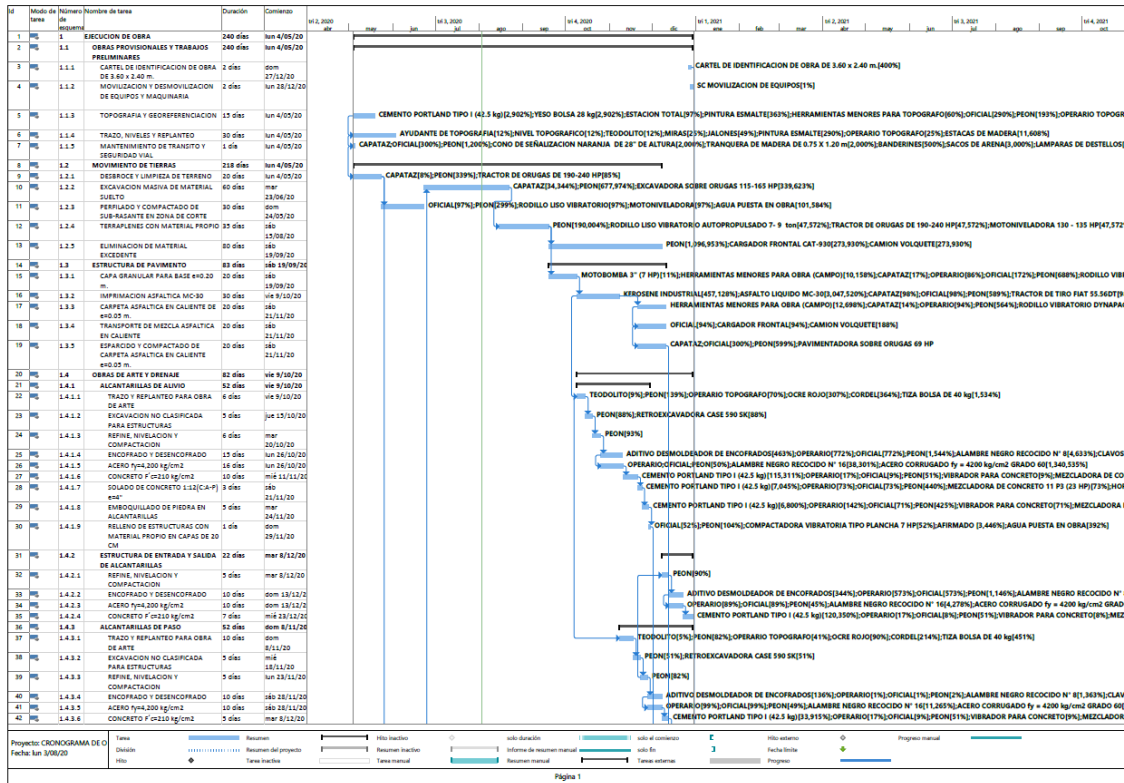 Id Modo de tarea Número de esquema Nombre de tarea Duración Comienzo
tri 2, 2020 tri 3, 2020 tri 4, 2020 tri 1, 2021 tri 2, 2021 tri 3, 2021 tri 4, 2021
abr may jun jul ago sep oct nov dic ene feb mar abr may jun jul ago sep oct
1 1 EJECUCION DE OBRA 240 días lun 4/05/20
2 1.1 OBRAS PROVISIONALES Y TRABAJOS PRELIMINARES 240 días lun 4/05/20
3 1.1.1 CARTEL DE IDENTIFICACION DE OBRA DE 3.60 x 2.40 m. 2 días dom 27/12/20 CARTEL DE IDENTIFICACION DE OBRA DE 3.60 x 2.40 m.[400%]
4 1.1.2 MOVILIZACION Y DESMOVILIZACION DE EQUIPOS Y MAQUINARIA 2 días lun 28/12/20 SC MOVILIZACION DE EQUIPOS[1%]
5 1.1.3 TOPOGRAFIA Y GEOREFERENCIACION 15 días lun 4/05/20 CEMENTO PORTLAND TIPO I (42.5 kg)[2,902%];YESO BOLSA 28 kg[2,902%];ESTACION TOTAL[97%];PINTURA ESMALTE[363%];HERRAMIENTAS MENORES PARA TOPOGRAFO[60%];OFICIAL[290%];PEON[193%];OPERARIO TOPOGR
6 1.1.4 TRAZO, NIVELES Y REPLANTEO 30 días lun 4/05/20 AYUDANTE DE TOPOGRAFIA[12%];NIVEL TOPOGRAFICO[12%];TEODOLITO[12%];MIRAS[25%];JALONES[49%];PINTURA ESMALTE[290%];OPERARIO TOPOGRAFO[25%];ESTACAS DE MADERA[11,608%]
7 1.1.5 MANTENIMIENTO DE TRANSITO Y SEGURIDAD VIAL 1 día lun 4/05/20 CAPATAZ;OFICIAL[300%];PEON[1,200%];CONO DE SEÑALIZACION NARANJA DE 28" DE ALTURA[2,000%];TRANQUERA DE MADERA DE 0.75 X 1.20 m[2,000%];BANDERINES[500%];SACOS DE ARENA[3,000%];LAMPARAS DE DESTELLOS[
8 1.2 MOVIMIENTO DE TIERRAS 218 días lun 4/05/20
9 1.2.1 DESBROCE Y LIMPIEZA DE TERRENO 20 días lun 4/05/20 CAPATAZ[8%];PEON[339%];TRACTOR DE ORUGAS DE 190-240 HP[85%]
10 1.2.2 EXCAVACION MASIVA DE MATERIAL SUELTO 60 días mar 23/06/20 CAPATAZ[34,344%];PEON[677,974%];EXCAVADORA SOBRE ORUGAS 115-165 HP[339,623%]
11 1.2.3 PERFILADO Y COMPACTADO DE SUB-RASANTE EN ZONA DE CORTE 30 días dom 24/05/20 OFICIAL[97%];PEON[299%];RODILLO LISO VIBRATORIO[97%];MOTONIVELADORA[97%];AGUA PUESTA EN OBRA[101,584%]
12 1.2.4 TERRAPLENES CON MATERIAL PROPIO 35 días sáb 15/08/20 PEON[190,004%];RODILLO LISO VIBRATORIO AUTOPROPULSADO 7- 9 ton[47,572%];TRACTOR DE ORUGAS DE 190-240 HP[47,572%];MOTONIVELADORA 130 - 135 HP[47,572%
13 1.2.5 ELIMINACION DE MATERIAL EXCEDENTE 80 días sáb 19/09/20 PEON[1,096,953%];CARGADOR FRONTAL CAT-930[273,930%];CAMION VOLQUETE[273,930%]
14 1.3 ESTRUCTURA DE PAVIMENTO 83 días sáb 19/09/20
15 1.3.1 CAPA GRANULAR PARA BASE e=0.20 m. 20 días sáb 19/09/20 MOTOBOMBA 3" (7 HP)[11%];HERRAMIENTAS MENORES PARA OBRA (CAMPO)[10,158%];CAPATAZ[17%];OPERARIO[86%];OFICIAL[172%];PEON[688%];RODILLO VIB
16 1.3.2 IMPRIMACION ASFALTICA MC-30 30 días vie 9/10/20 KEROSENE INDUSTRIAL[457,128%];ASFALTO LIQUIDO MC-30[3,047,520%];CAPATAZ[98%];OFICIAL[98%];PEON[589%];TRACTOR DE TIRO FIAT 55.56DT[9
17 1.3.3 CARPETA ASFALTICA EN CALIENTE DE e=0.05 m. 20 días sáb 21/11/20 HERRAMIENTAS MENORES PARA OBRA (CAMPO)[12,698%];CAPATAZ[14%];OPERARIO[94%];PEON[564%];RODILLO VIBRATORIO DYNAPAC
18 1.3.4 TRANSPORTE DE MEZCLA ASFALTICA EN CALIENTE 20 días sáb 21/11/20 OFICIAL[94%];CARGADOR FRONTAL[94%];CAMION VOLQUETE[188%]
19 1.3.5 ESPARCIDO Y COMPACTADO DE CARPETA ASFALTICA EN CALIENTE e=0.05 m. 20 días sáb 21/11/20 CAPATAZ;OFICIAL[300%];PEON[599%];PAVIMENTADORA SOBRE ORUGAS 69 HP
20 1.4 OBRAS DE ARTE Y DRENAJE 82 días vie 9/10/20
21 1.4.1 ALCANTARILLAS DE ALIVIO 52 días vie 9/10/20
22 1.4.1.1 TRAZO Y REPLANTEO PARA OBRA DE ARTE 6 días vie 9/10/20 TEODOLITO[9%];PEON[139%];OPERARIO TOPOGRAFO[70%];OCRE ROJO[307%];CORDEL[364%];TIZA BOLSA DE 40 kg[1,534%]
23 1.4.1.2 EXCAVACION NO CLASIFICADA PARA ESTRUCTURAS 5 días jue 15/10/20 PEON[88%];RETROEXCAVADORA CASE 590 SK[88%]
24 1.4.1.3 REFINE, NIVELACION Y COMPACTACION 6 días mar 20/10/20 PEON[93%]
25 1.4.1.4 ENCOFRADO Y DESENCOFRADO 15 días lun 26/10/20 ADITIVO DESMOLDEADOR DE ENCOFRADOS[463%];OPERARIO[772%];OFICIAL[772%];PEON[1,544%];ALAMBRE NEGRO RECOCIDO N° 8[4,633%];CLAVOS
26 1.4.1.5 ACERO fy=4,200 kg/cm2 16 días lun 26/10/20 OPERARIO;OFICIAL;PEON[50%];ALAMBRE NEGRO RECOCIDO N° 16[38,301%];ACERO CORRUGADO fy = 4200 kg/cm2 GRADO 60[1,340,535%]
27 1.4.1.6 CONCRETO F'c=210 kg/cm2 10 días mié 11/11/20 CEMENTO PORTLAND TIPO I (42.5 kg)[115,311%];OPERARIO[17%];OFICIAL[9%];PEON[51%];VIBRADOR PARA CONCRETO[9%];MEZCLADORA DE CO
28 1.4.1.7 SOLADO DE CONCRETO 1:12(C:A-P) e=4" 3 días sáb 21/11/20 CEMENTO PORTLAND TIPO I (42.5 kg)[7,045%];OPERARIO[73%];OFICIAL[73%];PEON[440%];MEZCLADORA DE CONCRETO 11 P3 (23 HP)[73%];HOR
29 1.4.1.8 EMBOQUILLADO DE PIEDRA EN ALCANTARILLAS 5 días mar 24/11/20 CEMENTO PORTLAND TIPO I (42.5 kg)[6,800%];OPERARIO[142%];OFICIAL[71%];PEON[425%];VIBRADOR PARA CONCRETO[71%];MEZCLADORA
30 1.4.1.9 RELLENO DE ESTRUCTURAS CON MATERIAL PROPIO EN CAPAS DE 20 CM 1 día dom 29/11/20 OFICIAL[52%];PEON[104%];COMPACTADORA VIBRATORIA TIPO PLANCHA 7 HP[52%];AFIRMADO [3,446%];AGUA PUESTA EN OBRA[392%]
31 1.4.2 ESTRUCTURA DE ENTRADA Y SALIDA DE ALCANTARILLAS 22 días mar 8/12/20
32 1.4.2.1 REFINE, NIVELACION Y COMPACTACION 5 días mar 8/12/20 PEON[90%]
33 1.4.2.2 ENCOFRADO Y DESENCOFRADO 10 días dom 13/12/20 ADITIVO DESMOLDEADOR DE ENCOFRADOS[344%];OPERARIO[573%];OFICIAL[573%];PEON[1,146%];ALAMBRE NEGRO RECOCIDO N°
34 1.4.2.3 ACERO fy=4,200 kg/cm2 10 días dom 13/12/20 OPERARIO[89%];OFICIAL[89%];PEON[45%];ALAMBRE NEGRO RECOCIDO N° 16[4,278%];ACERO CORRUGADO fy = 4200 kg/cm2 GRAD
35 1.4.2.4 CONCRETO F'c=210 kg/cm2 7 días mié 23/12/20 CEMENTO PORTLAND TIPO I (42.5 kg)[120,350%];OPERARIO[17%];OFICIAL[8%];PEON[51%];VIBRADOR PARA CONCRETO[8%];MEZ
36 1.4.3 ALCANTARILLAS DE PASO 52 días dom 8/11/20
37 1.4.3.1 TRAZO Y REPLANTEO PARA OBRA DE ARTE 10 días dom 8/11/20 TEODOLITO[5%];PEON[82%];OPERARIO TOPOGRAFO[41%];OCRE ROJO[90%];CORDEL[214%];TIZA BOLSA DE 40 kg[451%]
38 1.4.3.2 EXCAVACION NO CLASIFICADA PARA ESTRUCTURAS 5 días mié 18/11/20 PEON[51%];RETROEXCAVADORA CASE 590 SK[51%]
39 1.4.3.3 REFINE, NIVELACION Y COMPACTACION 5 días lun 23/11/20 PEON[82%]
40 1.4.3.4 ENCOFRADO Y DESENCOFRADO 10 días sáb 28/11/20 ADITIVO DESMOLDEADOR DE ENCOFRADOS[136%];OPERARIO[1%];OFICIAL[1%];PEON[2%];ALAMBRE NEGRO RECOCIDO N° 8[1,363%];CLAV
41 1.4.3.5 ACERO fy=4,200 kg/cm2 10 días sáb 28/11/20 OPERARIO[99%];OFICIAL[99%];PEON[49%];ALAMBRE NEGRO RECOCIDO N° 16[11,265%];ACERO CORRUGADO fy = 4200 kg/cm2 GRADO 60[
42 1.4.3.6 CONCRETO F'c=210 kg/cm2 5 días mar 8/12/20 CEMENTO PORTLAND TIPO I (42.5 kg)[33,915%];OPERARIO[17%];OFICIAL[9%];PEON[51%];VIBRADOR PARA CONCRETO[9%];MEZCLADOR
Proyecto: CRONOGRAMA DE O
Fecha: lun 3/08/20
Tarea Resumen Hito inactivo solo duración solo el comienzo Hito externo Progreso manual
División Resumen del proyecto Resumen inactivo Informe de resumen manual solo fin Fecha límite
Hito Tarea inactiva Tarea manual Resumen manual Tareas externas Progreso
Página 1